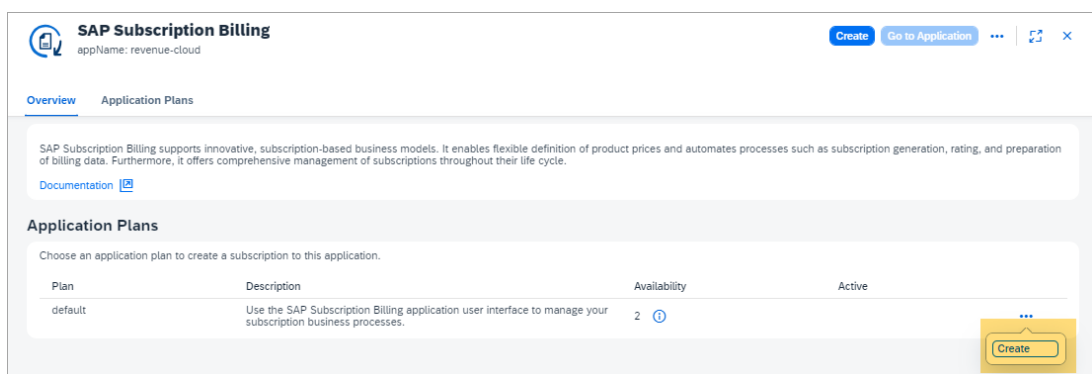 SAP Subscription Billing
appName: revenue-cloud
Create
Go to Application
Overview
Application Plans
SAP Subscription Billing supports innovative, subscription-based business models. It enables flexible definition of product prices and automates processes such as subscription generation, rating, and preparation
of billing data. Furthermore, it offers comprehensive management of subscriptions throughout their life cycle.
Documentation
Application Plans
Choose an application plan to create a subscription to this application.
Plan Description Availability Active
default Use the SAP Subscription Billing application user interface to manage your 2
subscription business processes.
Create